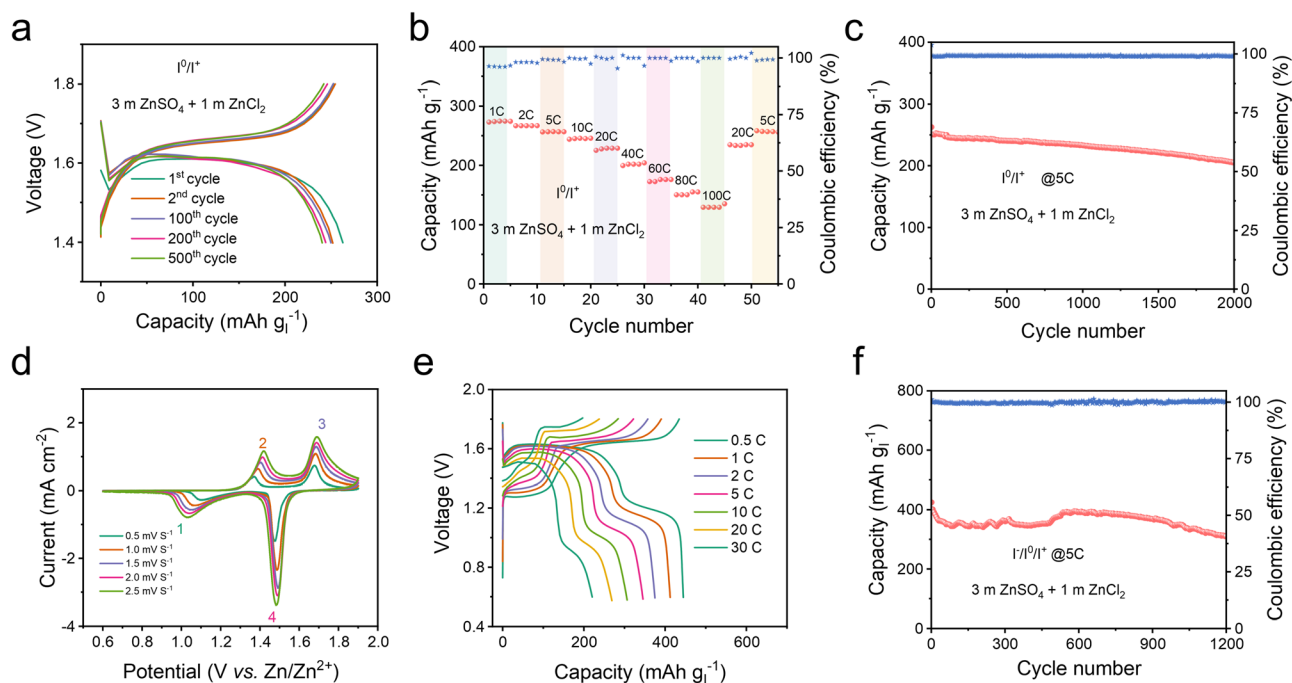 a
I⁰/I⁺
3 m ZnSO₄ + 1 m ZnCl₂
1.8
1.6
1.4
Voltage (V)
1ˢᵗ cycle
2ⁿᵈ cycle
100ᵗʰ cycle
200ᵗʰ cycle
500ᵗʰ cycle
0 100 200 300
Capacity (mAh gI⁻¹)
b
400
300
200
100
0
Capacity (mAh gI⁻¹)
1C 2C 5C 10C 20C 40C 60C 80C 100C 20C 5C
I⁰/I⁺
3 m ZnSO₄ + 1 m ZnCl₂
100
75
50
25
0
Coulombic efficiency (%)
0 10 20 30 40 50
Cycle number
c
400
350
300
250
200
150
100
50
0
Capacity (mAh gI⁻¹)
I⁰/I⁺ @5C
3 m ZnSO₄ + 1 m ZnCl₂
100
75
50
25
0
Coulombic efficiency (%)
0 500 1000 1500 2000
Cycle number
d
2
0
-2
-4
Current (mA cm⁻²)
1
2
3
4
0.5 mV S⁻¹
1.0 mV S⁻¹
1.5 mV S⁻¹
2.0 mV S⁻¹
2.5 mV S⁻¹
0.6 0.8 1.0 1.2 1.4 1.6 1.8 2.0
Potential (V vs. Zn/Zn²⁺)
e
2.0
1.6
1.2
0.8
0.4
Voltage (V)
0.5 C
1 C
2 C
5 C
10 C
20 C
30 C
0 200 400 600
Capacity (mAh gI⁻¹)
f
800
600
400
200
0
Capacity (mAh gI⁻¹)
I⁻/I⁰/I⁺ @5C
3 m ZnSO₄ + 1 m ZnCl₂
100
75
50
25
0
Coulombic efficiency (%)
0 300 600 900 1200
Cycle number